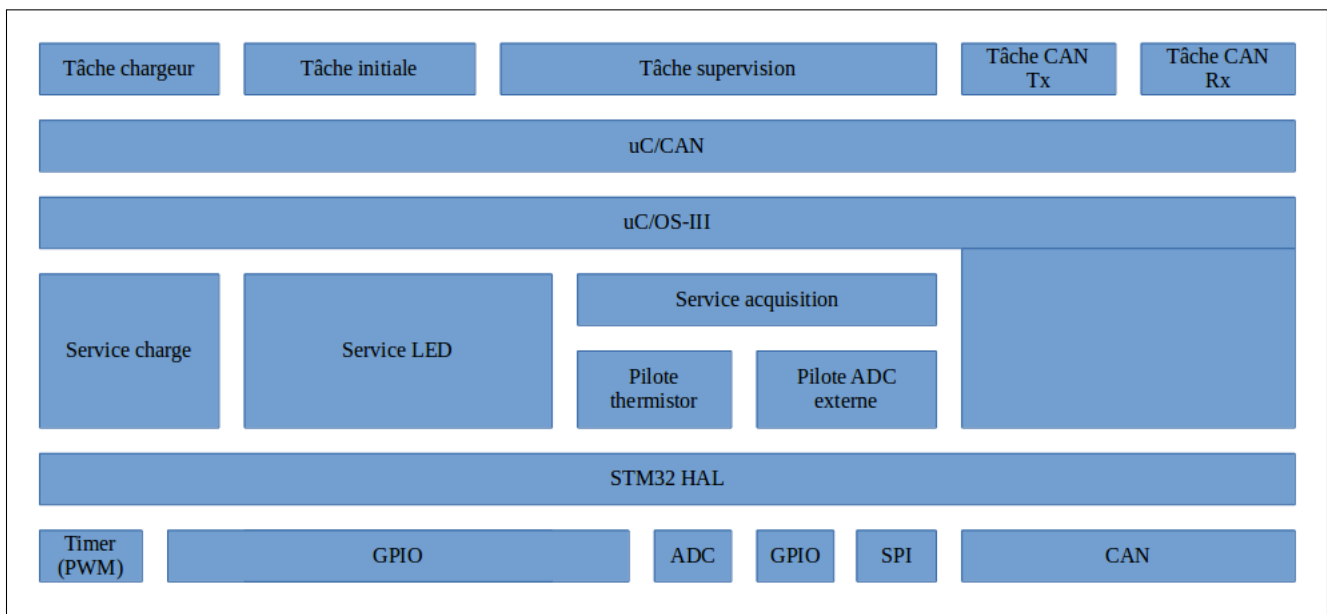 Tâche chargeur
Tâche initiale
Tâche supervision
Tâche CAN
Tx
Tâche CAN
Rx
uC/CAN
uC/OS-III
Service charge
Service LED
Service acquisition
Pilote
thermistor
Pilote ADC
externe
STM32 HAL
Timer
(PWM)
GPIO
ADC
GPIO
SPI
CAN